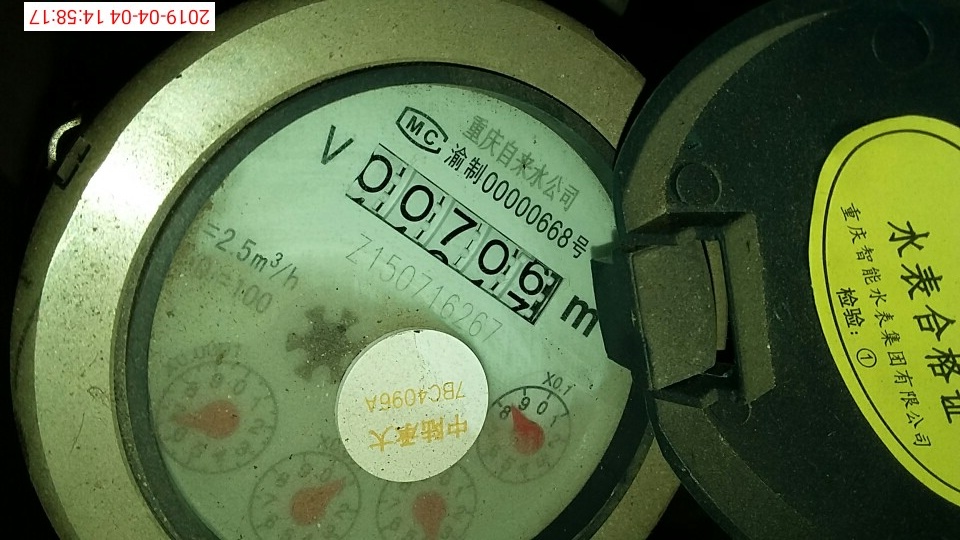 2019-04-04 14:58:17
MC
重庆自来水公司
渝制00000668号
V
00706
m
Z150716267
=2.5m³/h
100
X0.1
7BC4096A
中陆承大
水表合格证
重庆智能水表集团有限公司
检验：①